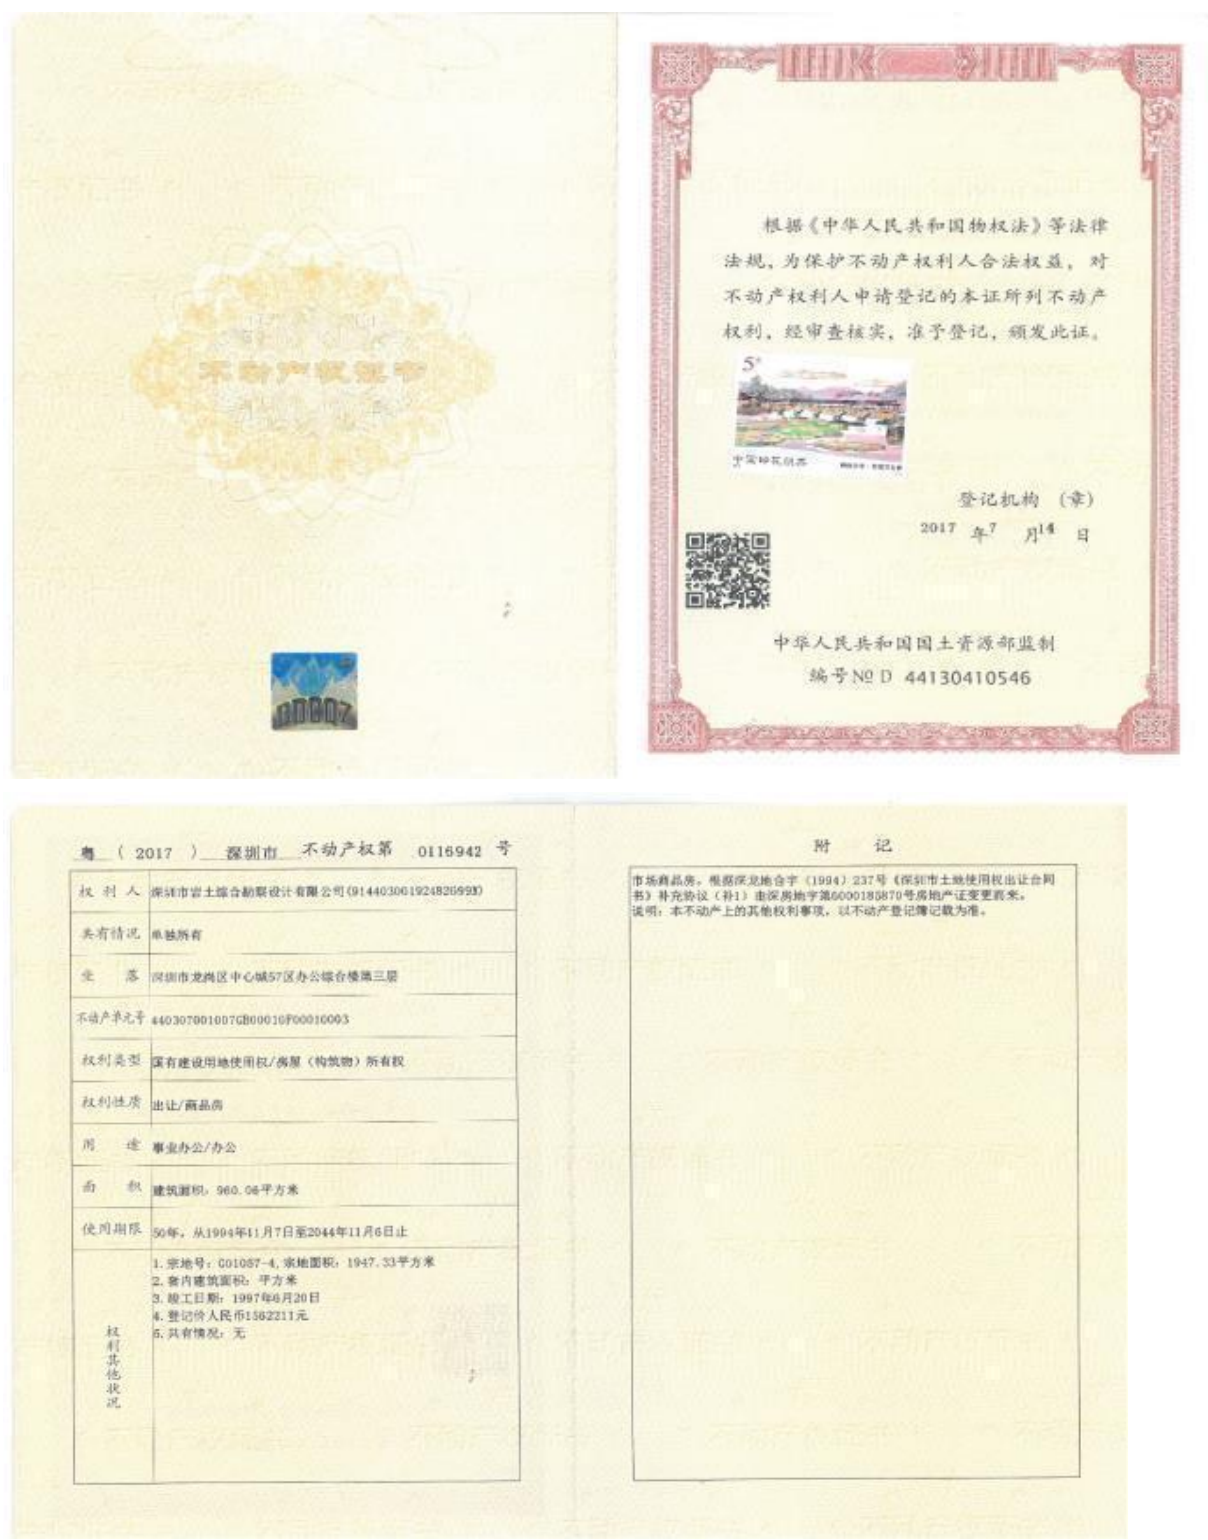 不动产权证书
根据《中华人民共和国物权法》等法律
法规，为保护不动产权利人合法权益，对
不动产权利人申请登记的本证所列不动产
权利，经审查核实，准予登记，颁发此证。
5元
中国印花税票
登记机构 （章）
2017 年 7 月 14 日
中华人民共和国国土资源部监制
编号№ D 44130410546
粤 （ 2017 ） 深圳市 不动产权第 0116942 号
权利人 深圳市岩土综合勘察设计有限公司(91440300192482699
共有情况 单独所有
坐落 深圳市龙岗区中心城57区办公综合楼第三层
不动产单元号 440307001007GB00010F00010003
权利类型 国有建设用地使用权/房屋（构筑物）所有权
权利性质 出让/商品房
用途 事业办公/办公
面积 建筑面积：960.06平方米
使用期限 50年，从1994年11月7日至2044年11月6日止
权利其他状况
1. 宗地号：G01087-4, 宗地面积：1947.33平方米
2. 套内建筑面积：平方米
3. 竣工日期：1997年6月20日
4. 登记价人民币1562211元
5. 共有情况：无
附 记
市场商品房。根据深龙地合字（1994）237号《深圳市土地使用权出让合同
书》补充协议（补1）由深房地字第6000185870号房地产证变更而来。
说明：本不动产上的其他权利事项，以不动产登记簿记载为准。